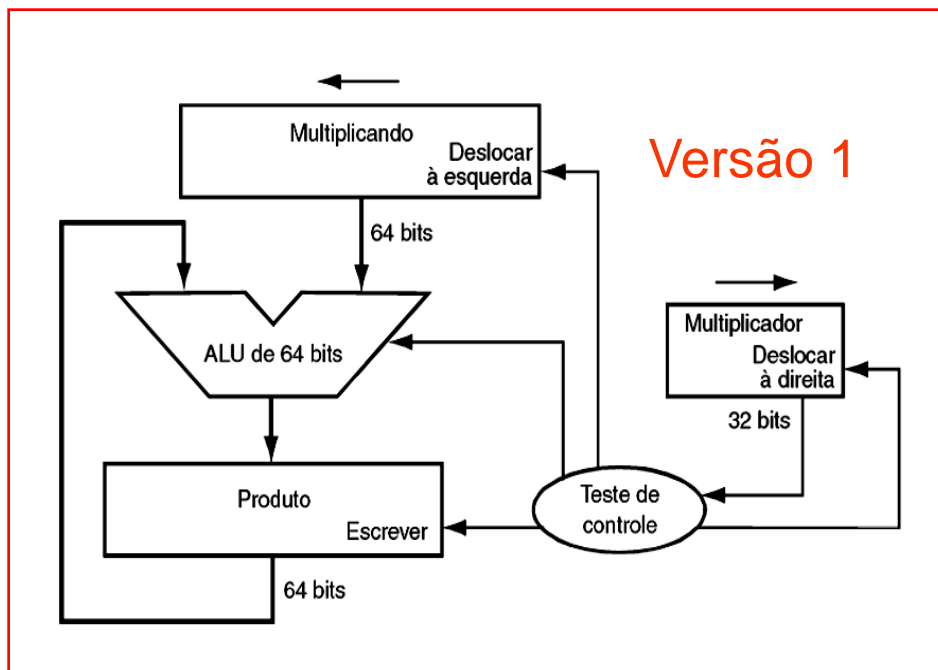 Multiplicando
Deslocar
à esquerda
Versão 1
64 bits
Multiplicador
Deslocar
à direita
ALU de 64 bits
32 bits
Produto
Escrever
Teste de
controle
64 bits